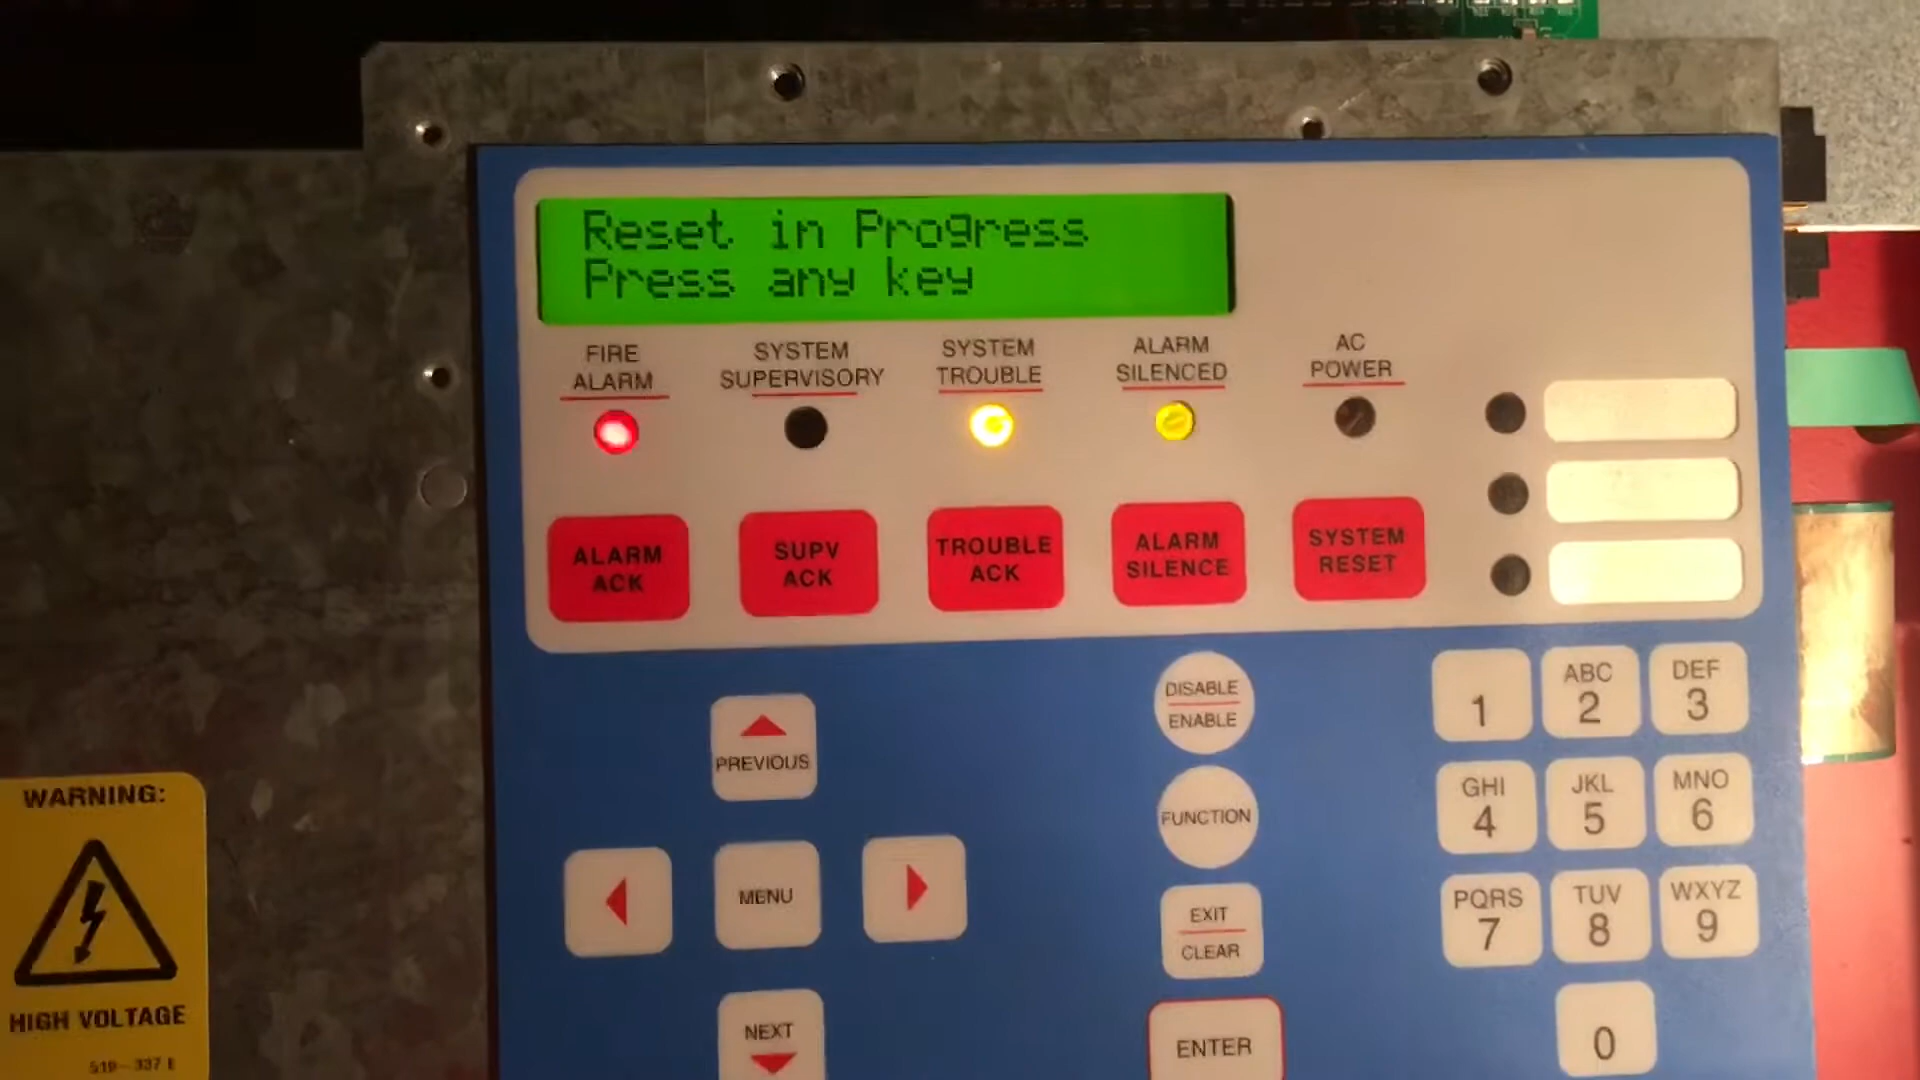 Reset in Progress
Press any key
FIRE
ALARM
SYSTEM
SUPERVISORY
SYSTEM
TROUBLE
ALARM
SILENCED
AC
POWER
ALARM
ACK
SUPV
ACK
TROUBLE
ACK
ALARM
SILENCE
SYSTEM
RESET
PREVIOUS
MENU
NEXT
DISABLE
ENABLE
FUNCTION
EXIT
CLEAR
ENTER
1
ABC
2
DEF
3
GHI
4
JKL
5
MNO
6
PQRS
7
TUV
8
WXYZ
9
0
WARNING:
HIGH VOLTAGE